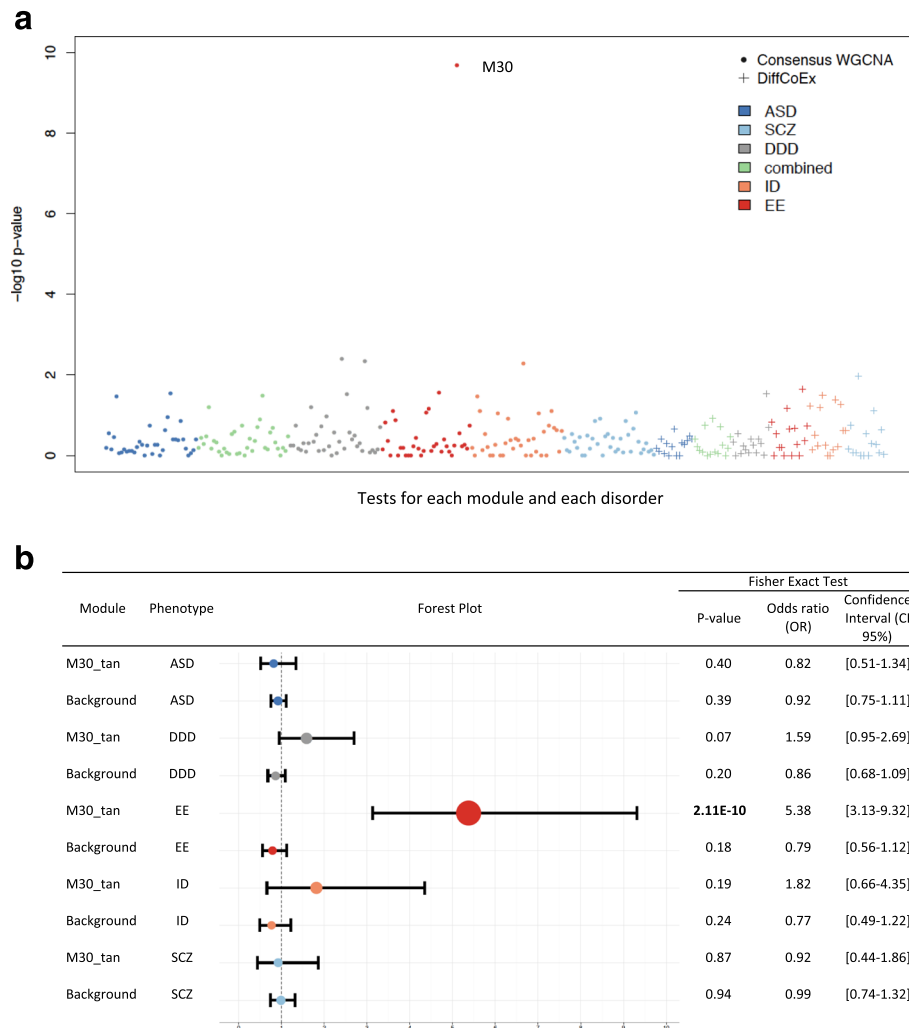 a
10
8
6
4
2
0
−log10 p−value
M30
Consensus WGCNA
DiffCoEx
ASD
SCZ
DDD
combined
ID
EE
Tests for each module and each disorder
b
Fisher Exact Test
Module Phenotype Forest Plot P-value Odds ratio (OR) Confidence Interval (CI 95%)
M30_tan ASD 0.40 0.82 [0.51-1.34]
Background ASD 0.39 0.92 [0.75-1.11]
M30_tan DDD 0.07 1.59 [0.95-2.69]
Background DDD 0.20 0.86 [0.68-1.09]
M30_tan EE 2.11E-10 5.38 [3.13-9.32]
Background EE 0.18 0.79 [0.56-1.12]
M30_tan ID 0.19 1.82 [0.66-4.35]
Background ID 0.24 0.77 [0.49-1.22]
M30_tan SCZ 0.87 0.92 [0.44-1.86]
Background SCZ 0.94 0.99 [0.74-1.32]